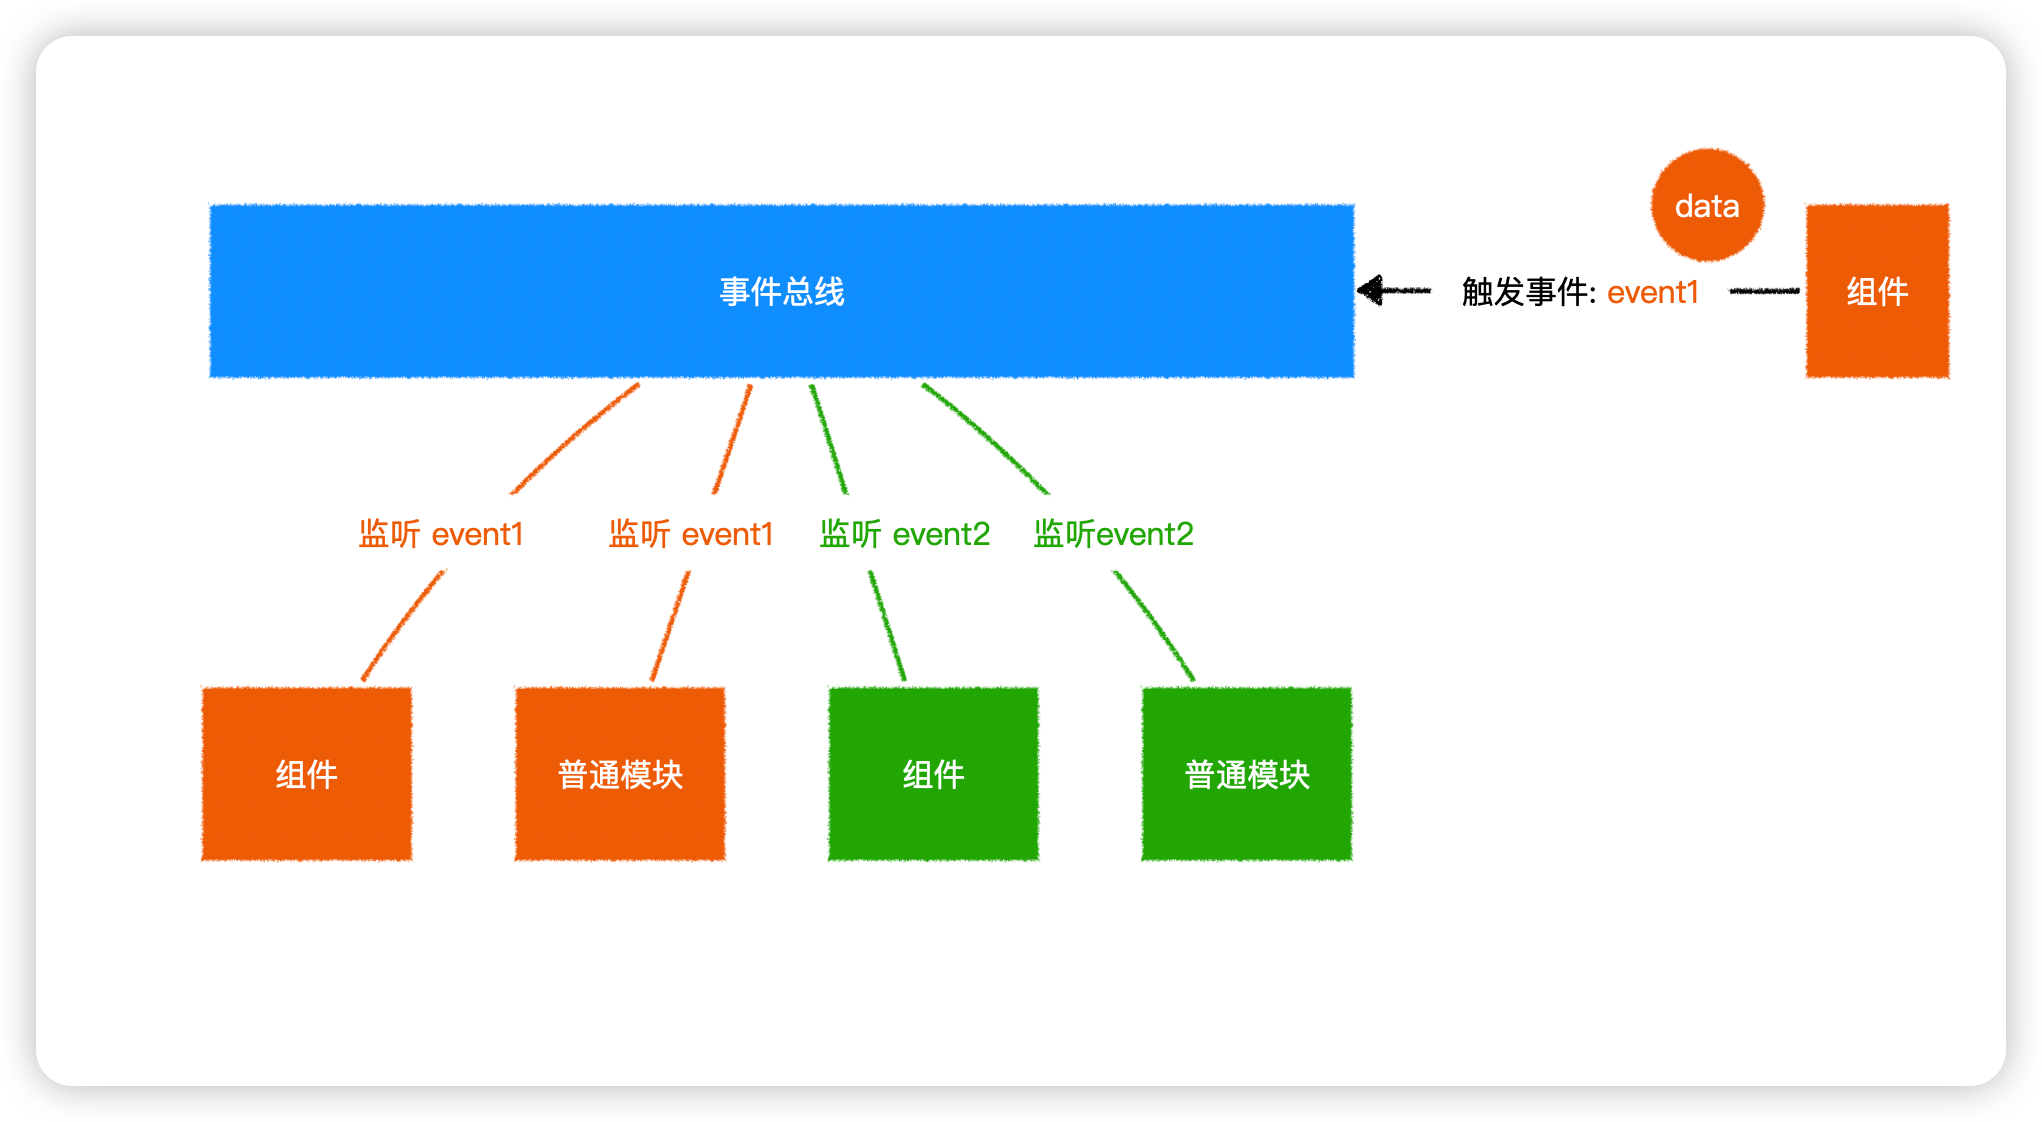 data
事件总线
触发事件: event1
组件
监听 event1
监听 event1
监听 event2
监听event2
组件
普通模块
组件
普通模块